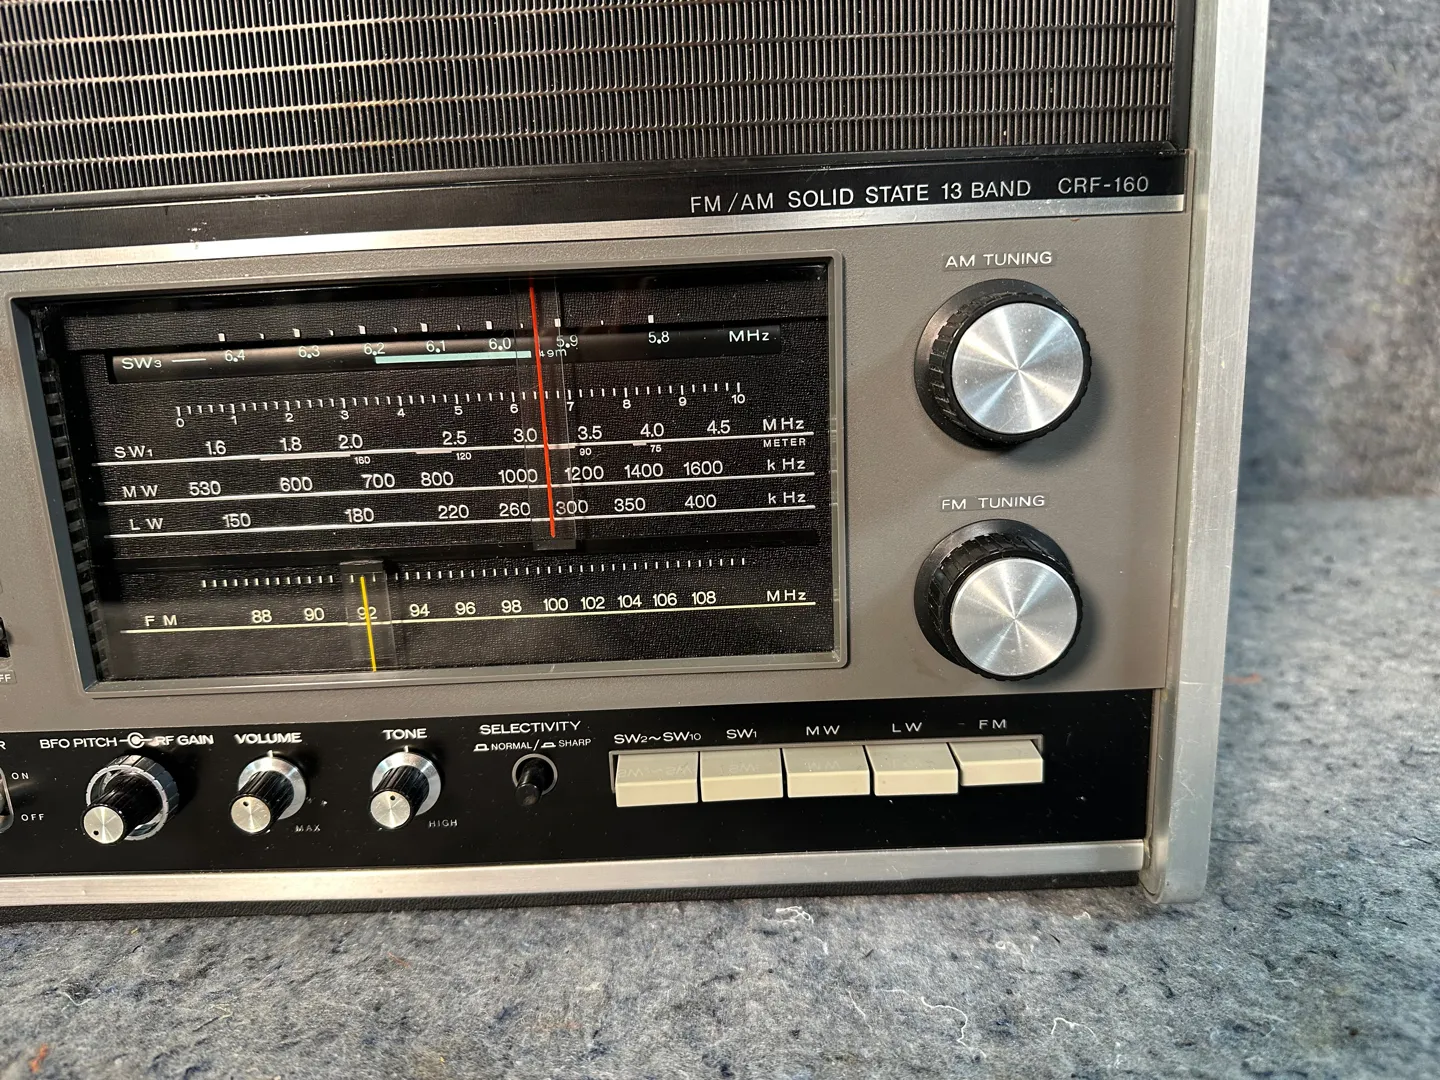 FM/AM SOLID STATE 13 BAND CRF-160
AM TUNING
SW3 6.4 6.3 6.2 6.1 6.0 5.9 5.8 MHz
49m
0 1 2 3 4 5 6 7 8 9 10
SW1 1.6 1.8 2.0 2.5 3.0 3.5 4.0 4.5 MHz
160 120 90 75 METER
MW 530 600 700 800 1000 1200 1400 1600 kHz
LW 150 180 220 260 300 350 400 kHz
FM TUNING
FM 88 90 92 94 96 98 100 102 104 106 108 MHz
FF
R
BFO PITCH RF GAIN VOLUME TONE SELECTIVITY
NORMAL/ SHARP
SW2~SW10 SW1 MW LW FM
ON
OFF
MAX
HIGH